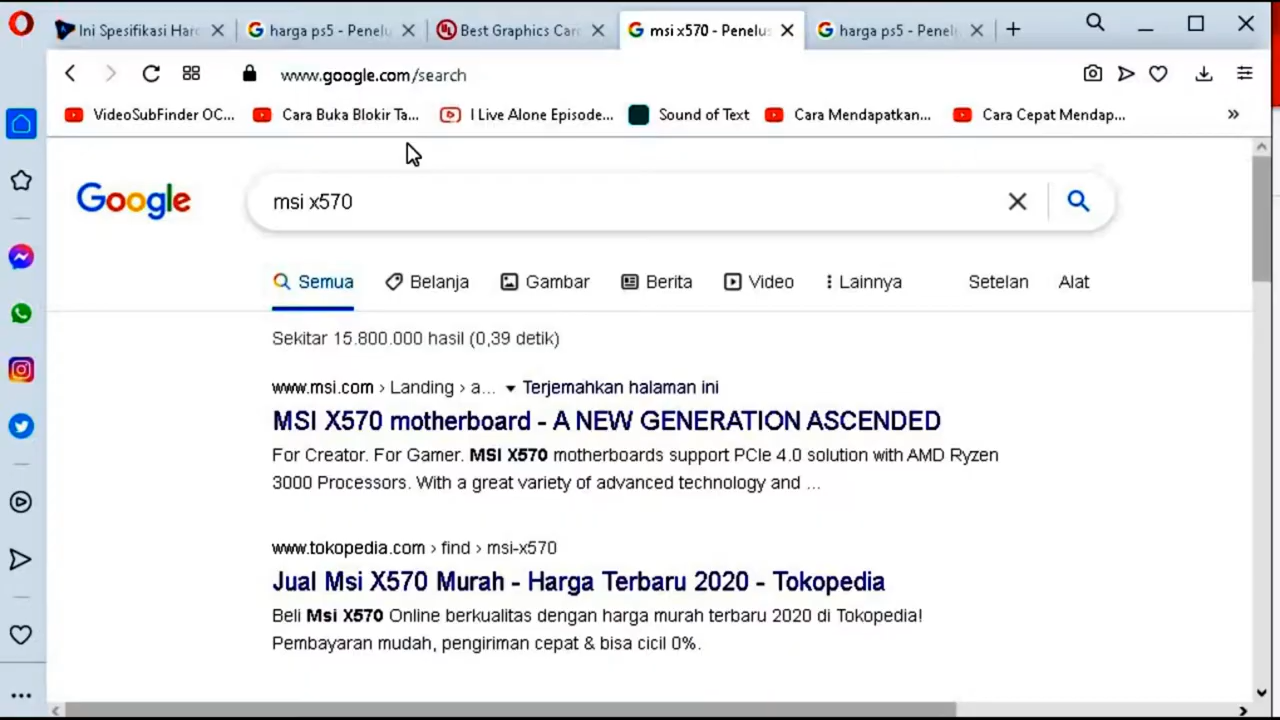 Ini Spesifikasi Har
harga ps5 - Penelu
Best Graphics Car
msi x570 - Penelus
harga ps5 - Penel
www.google.com/search
VideoSubFinder OC...
Cara Buka Blokir Ta...
I Live Alone Episode...
Sound of Text
Cara Mendapatkan...
Cara Cepat Mendap...
Google
msi x570
Semua
Belanja
Gambar
Berita
Video
Lainnya
Setelan
Alat
Sekitar 15.800.000 hasil (0,39 detik)
www.msi.com › Landing › a... Terjemahkan halaman ini
MSI X570 motherboard - A NEW GENERATION ASCENDED
For Creator. For Gamer. MSI X570 motherboards support PCIe 4.0 solution with AMD Ryzen
3000 Processors. With a great variety of advanced technology and ...
www.tokopedia.com › find › msi-x570
Jual Msi X570 Murah - Harga Terbaru 2020 - Tokopedia
Beli Msi X570 Online berkualitas dengan harga murah terbaru 2020 di Tokopedia!
Pembayaran mudah, pengiriman cepat & bisa cicil 0%.